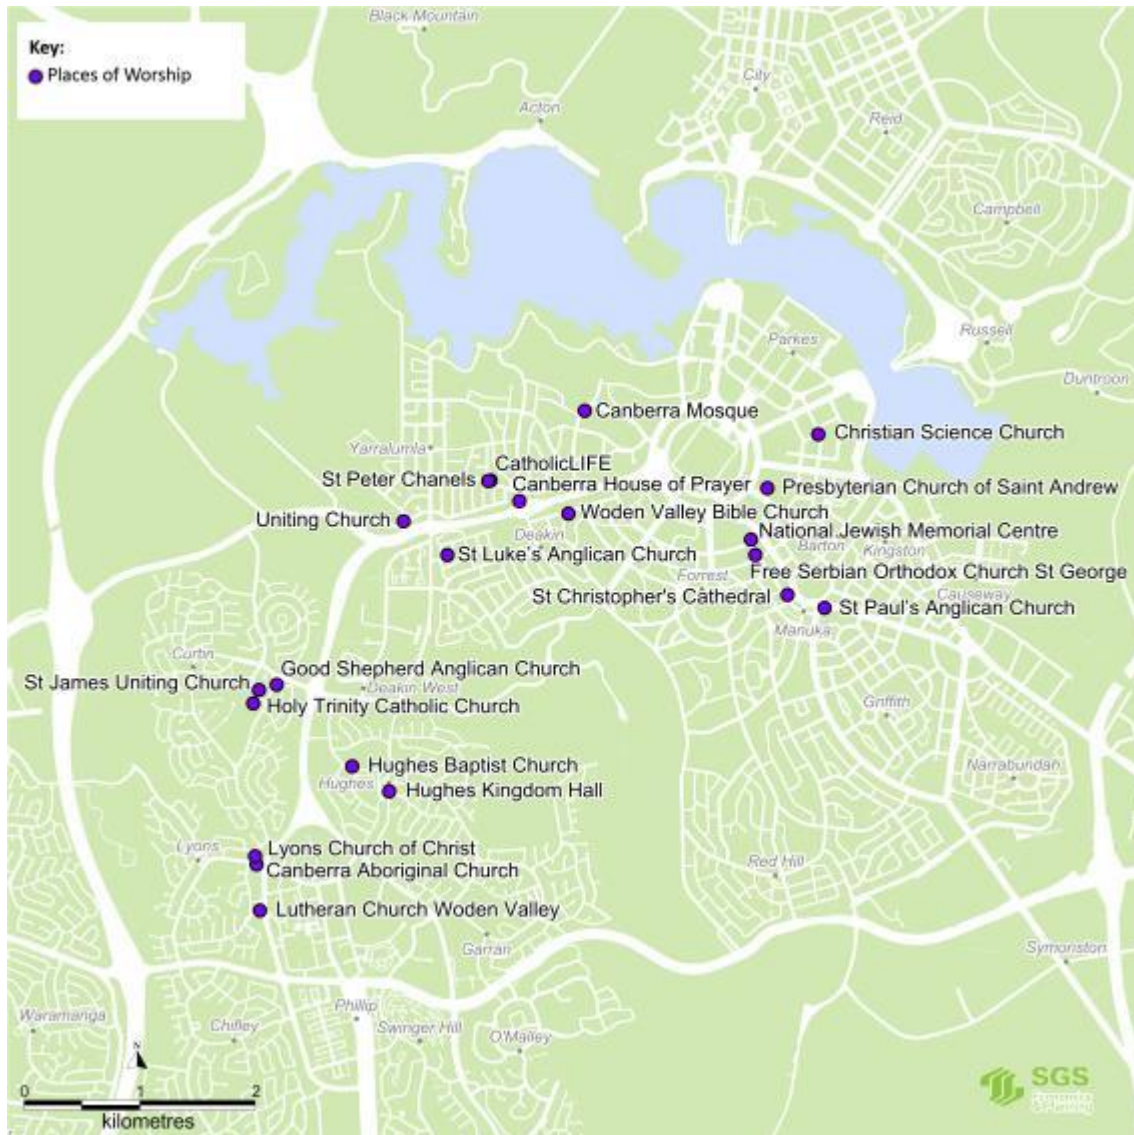 Black Mountain
Key:
Places of Worship
City
Acton
Reid
Campbell
Russell
Parkes
Duntroon
Canberra Mosque
Christian Science Church
Yarralumla
CatholicLIFE
St Peter Chanels
Canberra House of Prayer
Presbyterian Church of Saint Andrew
Uniting Church
Woden Valley Bible Church
Deakin
National Jewish Memorial Centre
Barton
Kingston
St Luke's Anglican Church
Free Serbian Orthodox Church St George
Forrest
St Christopher's Cathedral
Causeway
St Paul's Anglican Church
Manuka
Curtin
Good Shepherd Anglican Church
St James Uniting Church
Deakin West
Holy Trinity Catholic Church
Griffith
Hughes Baptist Church
Narrabundah
Hughes
Hughes Kingdom Hall
Lyons
Lyons Church of Christ
Canberra Aboriginal Church
Red Hill
Lutheran Church Woden Valley
Garran
Symonston
Waramanga
Chifley
Phillip
Swinger Hill
O'Malley
N
0 1 2
kilometres
SGS
Economics
& Planning